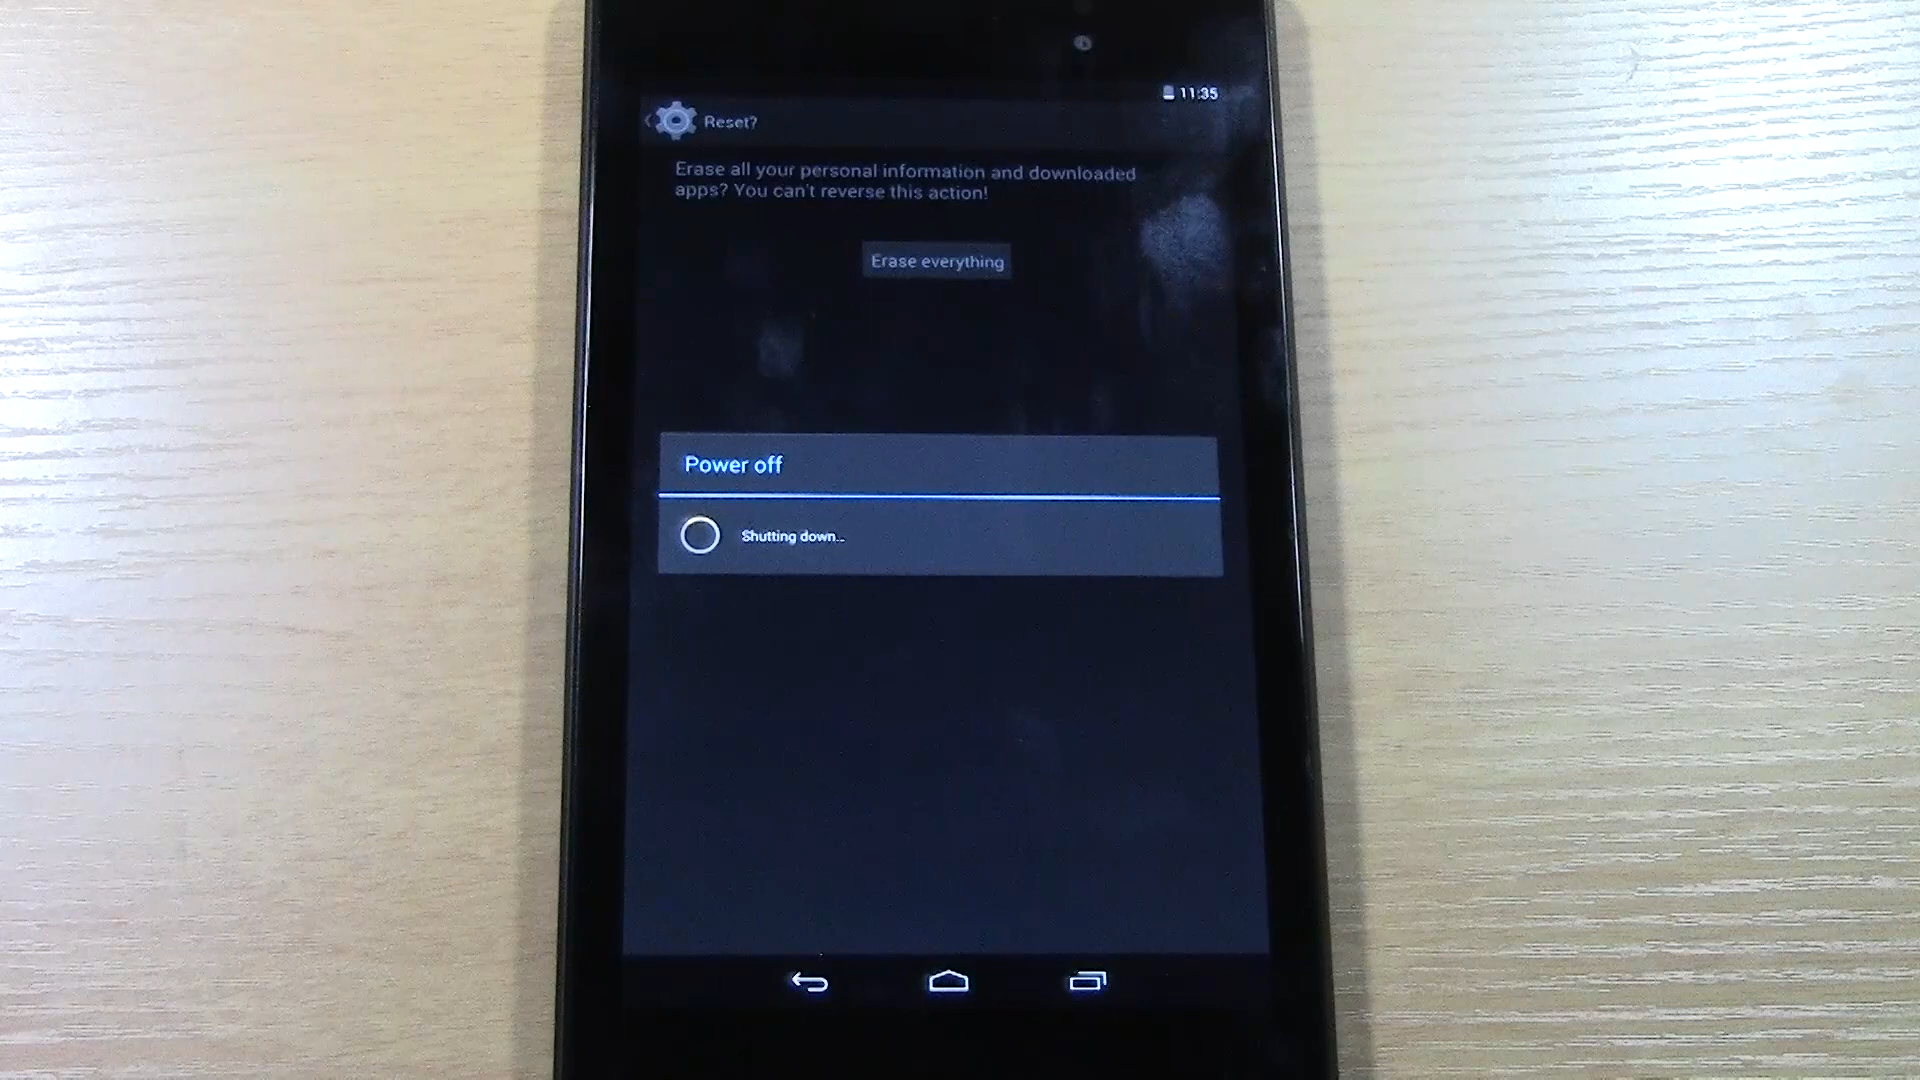 11:35
Reset?
Erase all your personal information and downloaded
apps? You can't reverse this action!
Erase everything
Power off
Shutting down...